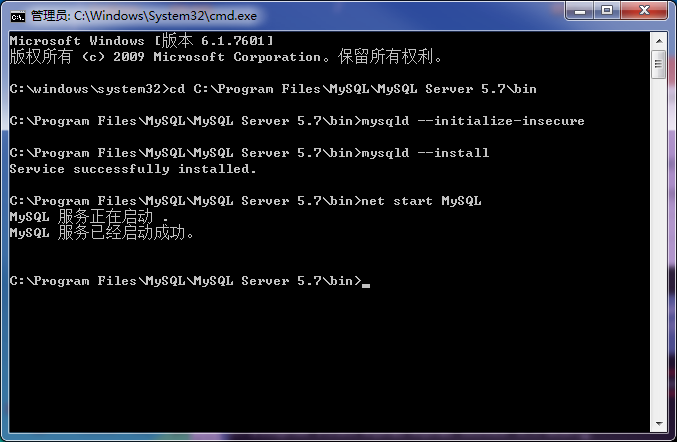 管理员: C:\Windows\System32\cmd.exe
Microsoft Windows [版本 6.1.7601]
版权所有 (c) 2009 Microsoft Corporation。保留所有权利。
C:\windows\system32>cd C:\Program Files\MySQL\MySQL Server 5.7\bin
C:\Program Files\MySQL\MySQL Server 5.7\bin>mysqld --initialize-insecure
C:\Program Files\MySQL\MySQL Server 5.7\bin>mysqld --install
Service successfully installed.
C:\Program Files\MySQL\MySQL Server 5.7\bin>net start MySQL
MySQL 服务正在启动 .
MySQL 服务已经启动成功。
C:\Program Files\MySQL\MySQL Server 5.7\bin>